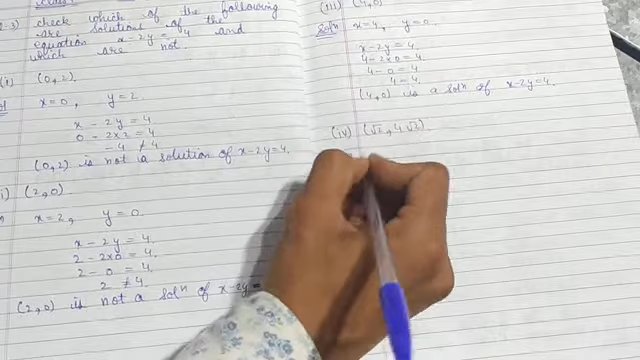 check which of the following
are solutions of the
equation x-2y=4 and
which are not.
(i) (0,2)
x=0, y=2
x - 2y = 4
0 - 2×2 = 4
-4 ≠ 4
(0,2) is not a solution of x-2y=4.
(2,0)
x=2, y=0
x - 2y = 4
2 - 2×0 = 4
2 - 0 = 4
2 ≠ 4
(2,0) is not a solⁿ of x-2y=
(iii) (4,0)
Solⁿ x=4, y=0
x-2y=4
4-2×0=4
4-0=4
4=4
(4,0) is a solⁿ of x-2y=4.
(iv) (√2, 4√2)